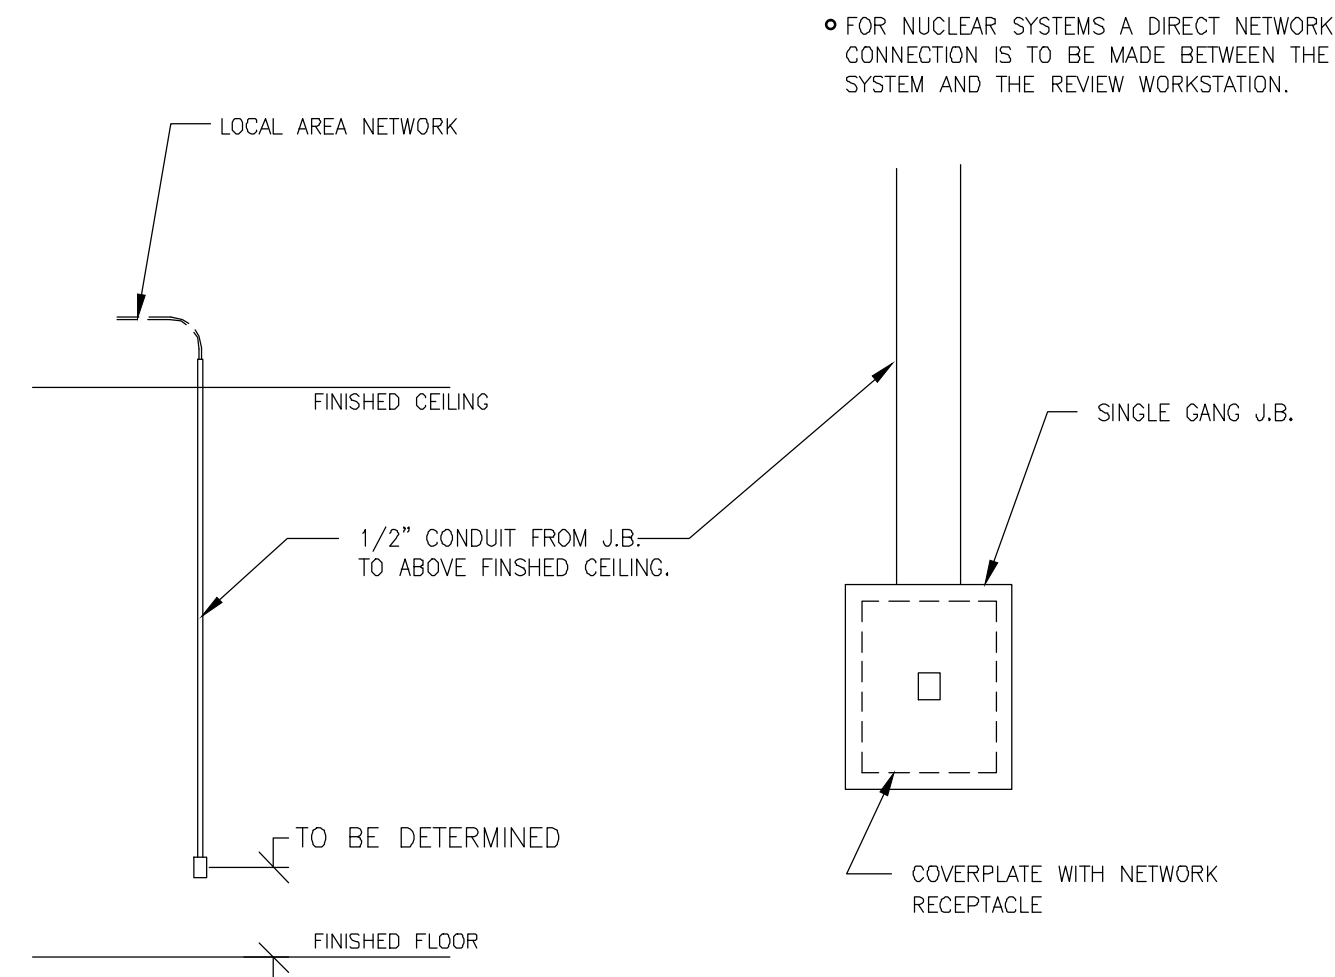 FOR NUCLEAR SYSTEMS A DIRECT NETWORK
CONNECTION IS TO BE MADE BETWEEN THE
SYSTEM AND THE REVIEW WORKSTATION.
LOCAL AREA NETWORK
FINISHED CEILING
SINGLE GANG J.B.
1/2" CONDUIT FROM J.B.
TO ABOVE FINSHED CEILING.
TO BE DETERMINED
COVERPLATE WITH NETWORK
RECEPTACLE
FINISHED FLOOR